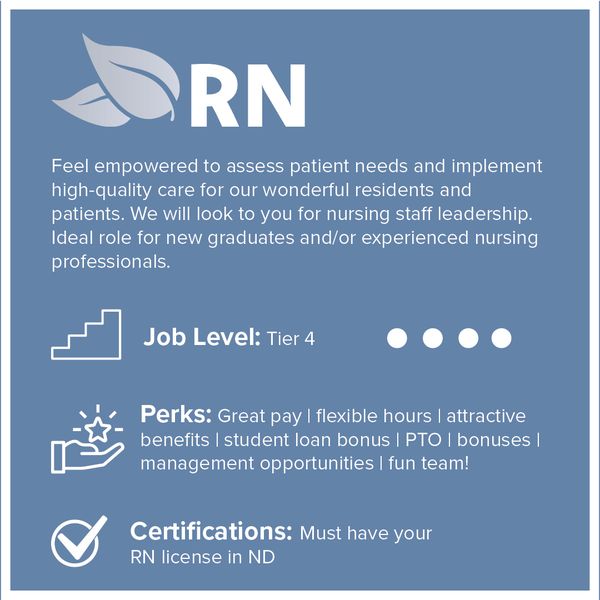 RN
Feel empowered to assess patient needs and implement
high-quality care for our wonderful residents and
patients. We will look to you for nursing staff leadership.
Ideal role for new graduates and/or experienced nursing
professionals.
Job Level: Tier 4
Perks: Great pay | flexible hours | attractive
benefits | student loan bonus | PTO | bonuses |
management opportunities | fun team!
Certifications: Must have your
RN license in ND